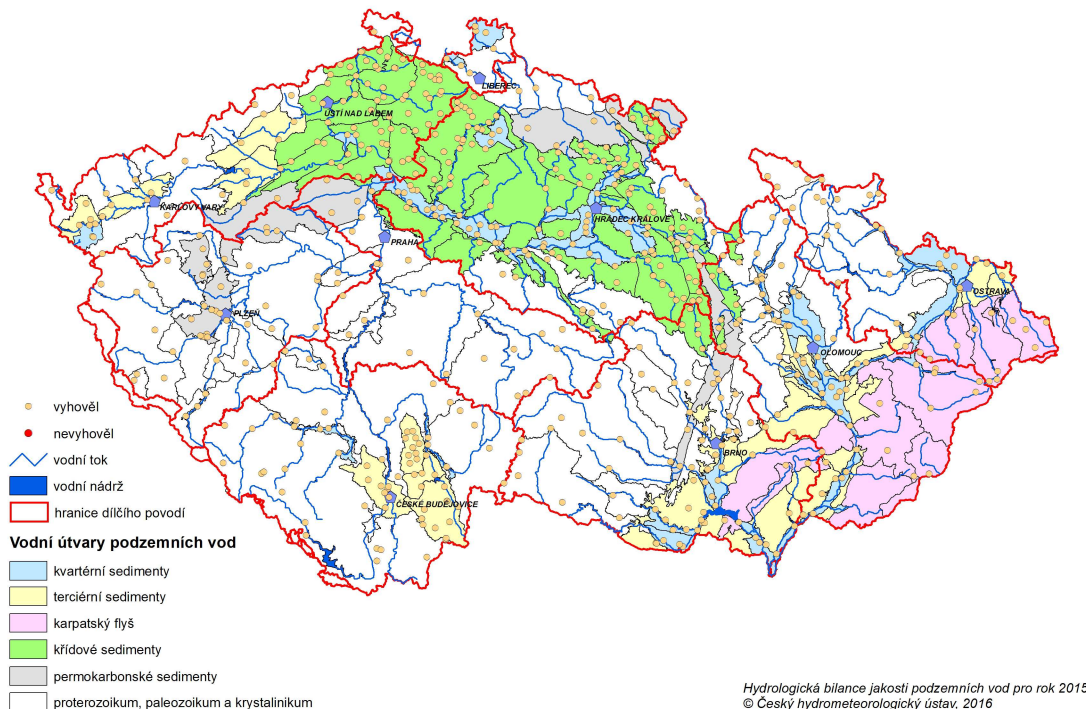 LIBEREC
ÚSTÍ NAD LABEM
KARLOVY VARY
HRADEC KRÁLOVÉ
PRAHA
OSTRAVA
PLZEŇ
OLOMOUC
BRNO
ČESKÉ BUDĚJOVICE
vyhověl
nevyhověl
vodní tok
vodní nádrž
hranice dílčího povodí
Vodní útvary podzemních vod
kvartérní sedimenty
terciérní sedimenty
karpatský flyš
křídové sedimenty
permokarbonské sedimenty
proterozoikum, paleozoikum a krystalinikum
Hydrologická bilance jakosti podzemních vod pro rok 2015
© Český hydrometeorologický ústav, 2016